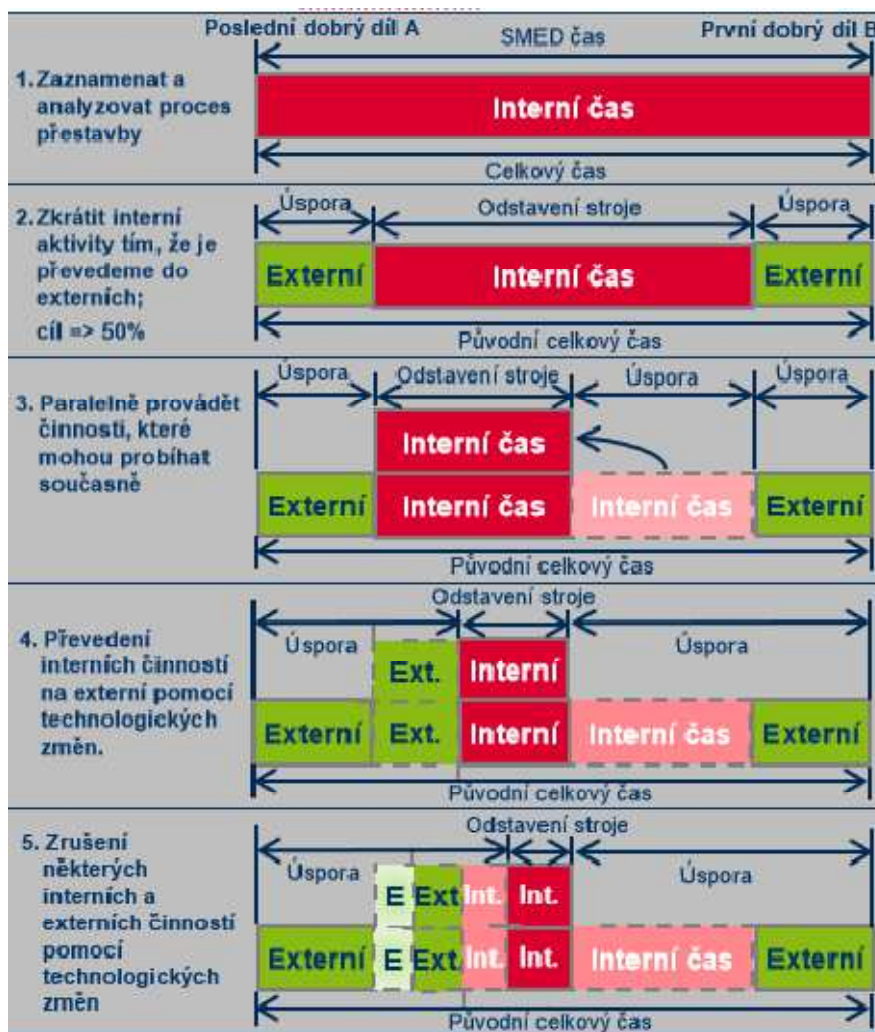 Poslední dobrý díl A
SMED čas
První dobrý díl B
1. Zaznamenat a
analyzovat proces
přestavby
Interní čas
Celkový čas
2. Zkrátit interní
aktivity tím, že je
převedeme do
externích;
cíl => 50%
Úspora
Odstavení stroje
Úspora
Externí
Interní čas
Externí
Původní celkový čas
3. Paralelně provádět
činnosti, které
mohou probíhat
současně
Úspora
Odstavení stroje
Úspora
Úspora
Interní čas
Externí
Interní čas
Interní čas
Externí
Původní celkový čas
4. Převedení
interních činností
na externí pomocí
technologických
změn.
Odstavení stroje
Úspora
Úspora
Ext.
Interní
Externí
Ext.
Interní
Interní čas
Externí
Původní celkový čas
5. Zrušení
některých
interních a
externích činností
pomocí
technologických
změn
Odstavení stroje
Úspora
Úspora
E
Ext
Int.
Int.
Externí
E
Ext.
Int.
Int.
Interní čas
Externí
Původní celkový čas